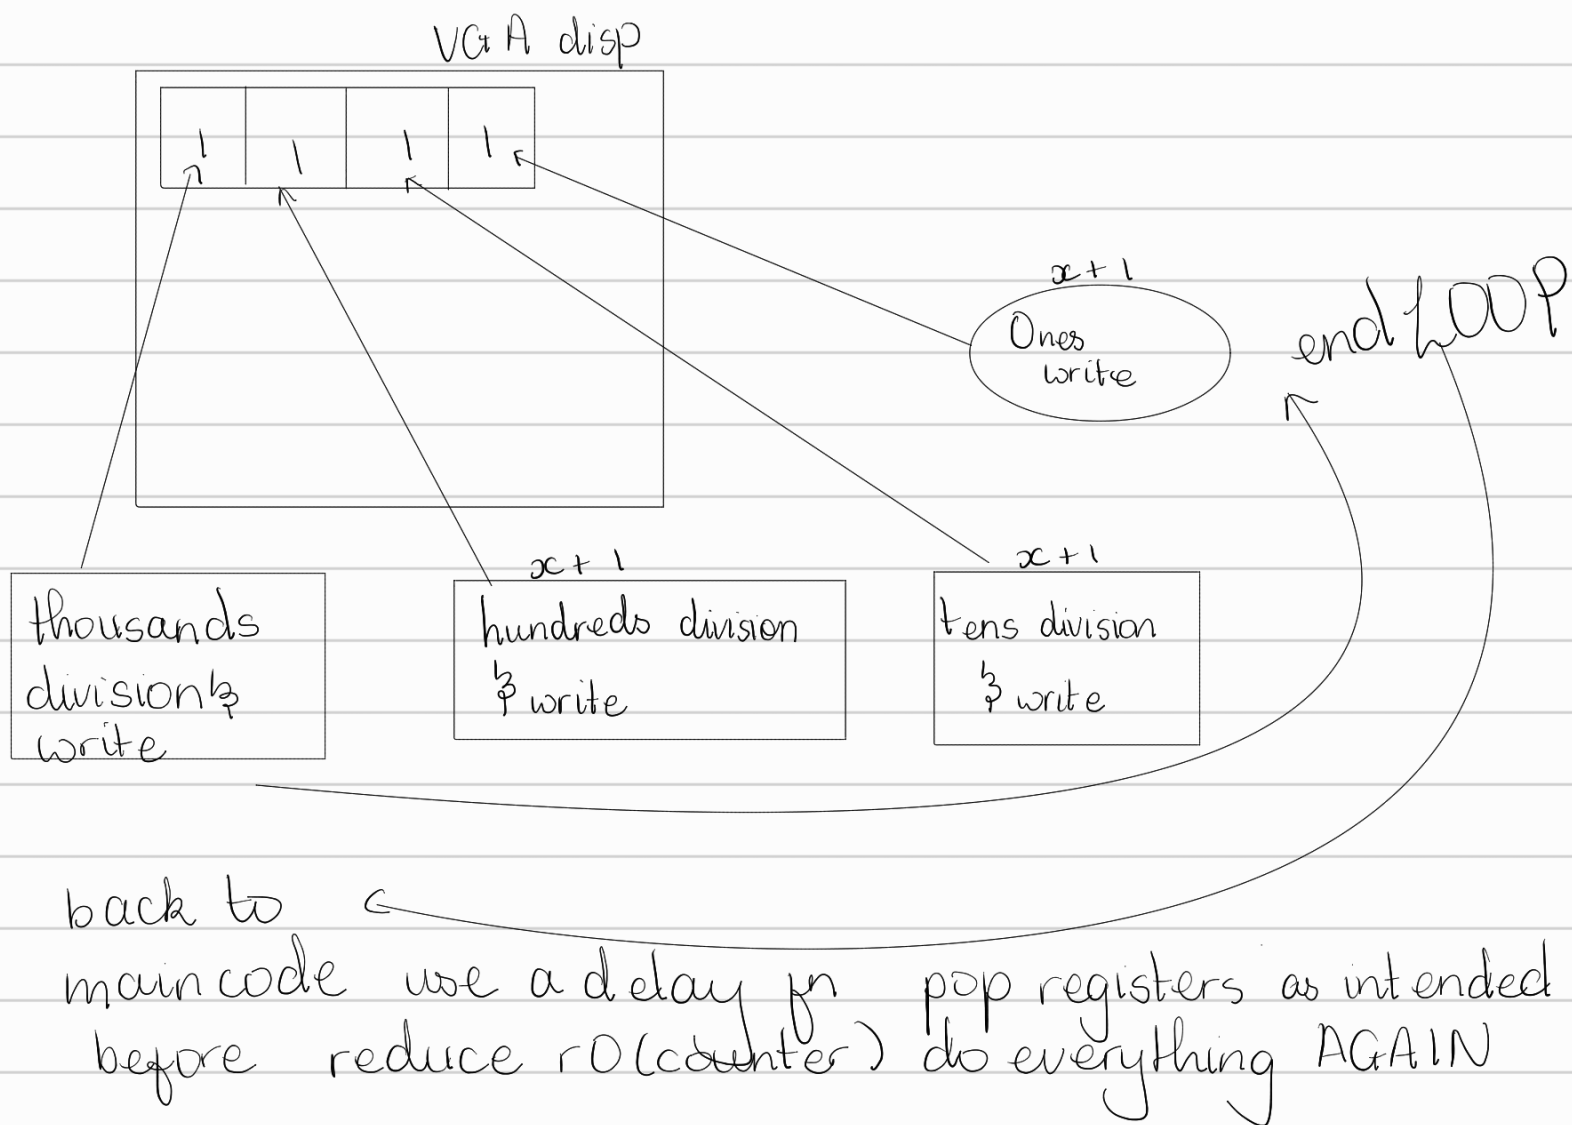 VGA disp
1 1 1 1
x+1
Ones
write
end LOOP
x+1
x+1
thousands
division &
write
hundreds division
& write
tens division
& write
back to
main code use a delay fn pop registers as intended
before reduce r0(counter) do everything AGAIN